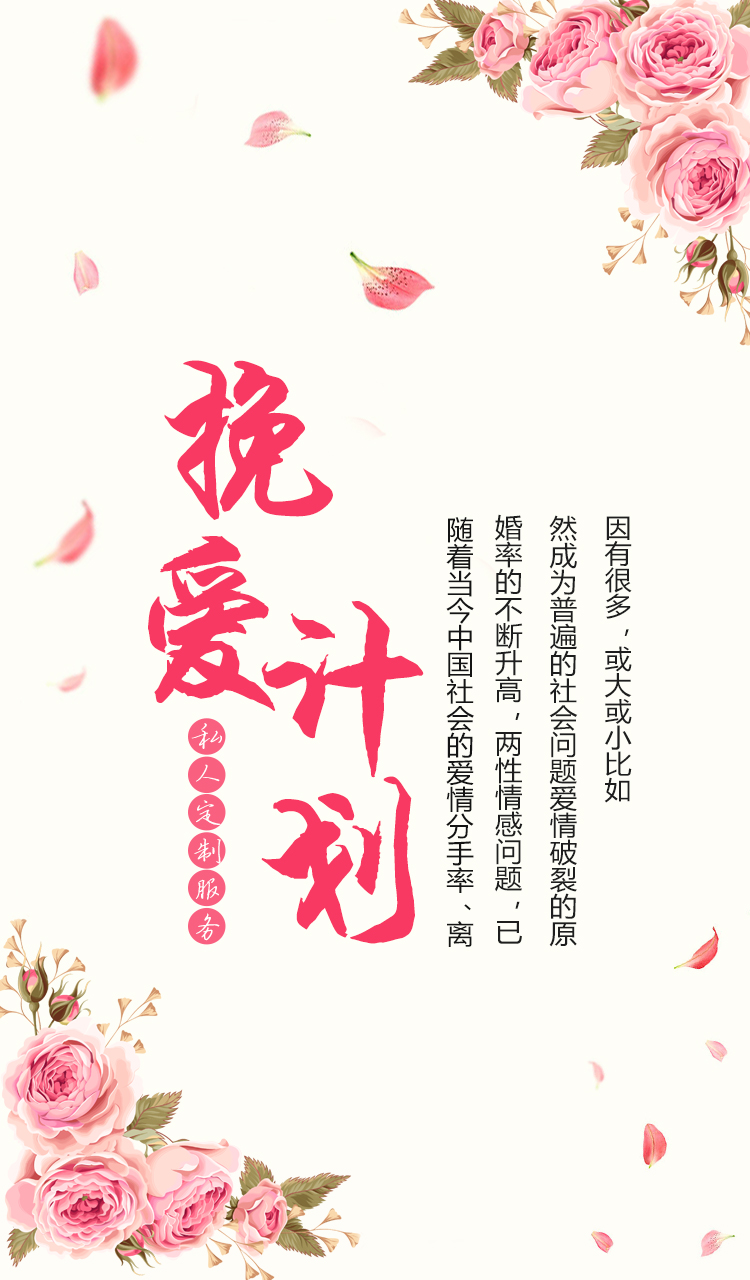 挽爱计划
私人定制服务
随着当今中国社会的爱情分手率、离
婚率的不断升高，两性情感问题，已
然成为普遍的社会问题爱情破裂的原
因有很多，或大或小比如